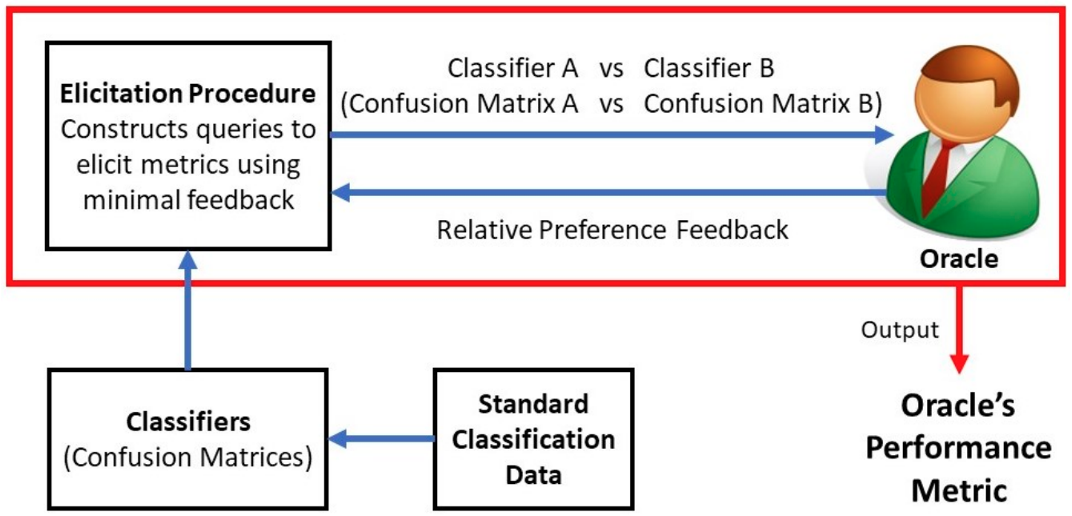 Elicitation Procedure
Constructs queries to
elicit metrics using
minimal feedback
Classifier A vs Classifier B
(Confusion Matrix A vs Confusion Matrix B)
Relative Preference Feedback
Oracle
Output
Classifiers
(Confusion Matrices)
Standard
Classification
Data
Oracle’s
Performance
Metric